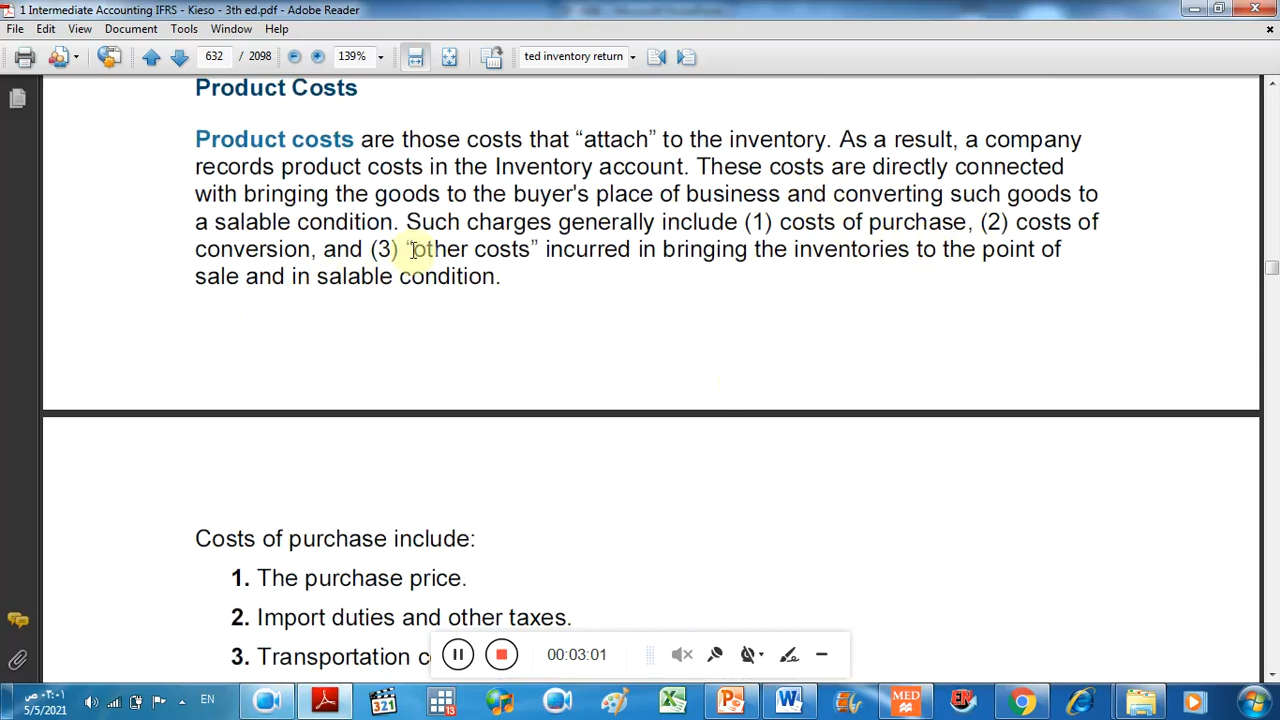 1 Intermediate Accounting IFRS - Kieso - 3th ed.pdf - Adobe Reader
File Edit View Document Tools Window Help
632 / 2098 139% ted inventory return
Product Costs
Product costs are those costs that “attach” to the inventory. As a result, a company
records product costs in the Inventory account. These costs are directly connected
with bringing the goods to the buyer's place of business and converting such goods to
a salable condition. Such charges generally include (1) costs of purchase, (2) costs of
conversion, and (3) “other costs” incurred in bringing the inventories to the point of
sale and in salable condition.
Costs of purchase include:
1. The purchase price.
2. Import duties and other taxes.
3. Transportation c
00:03:01
EN
ص ٠٣:٠١
5/5/2021
321
13
MED
EN